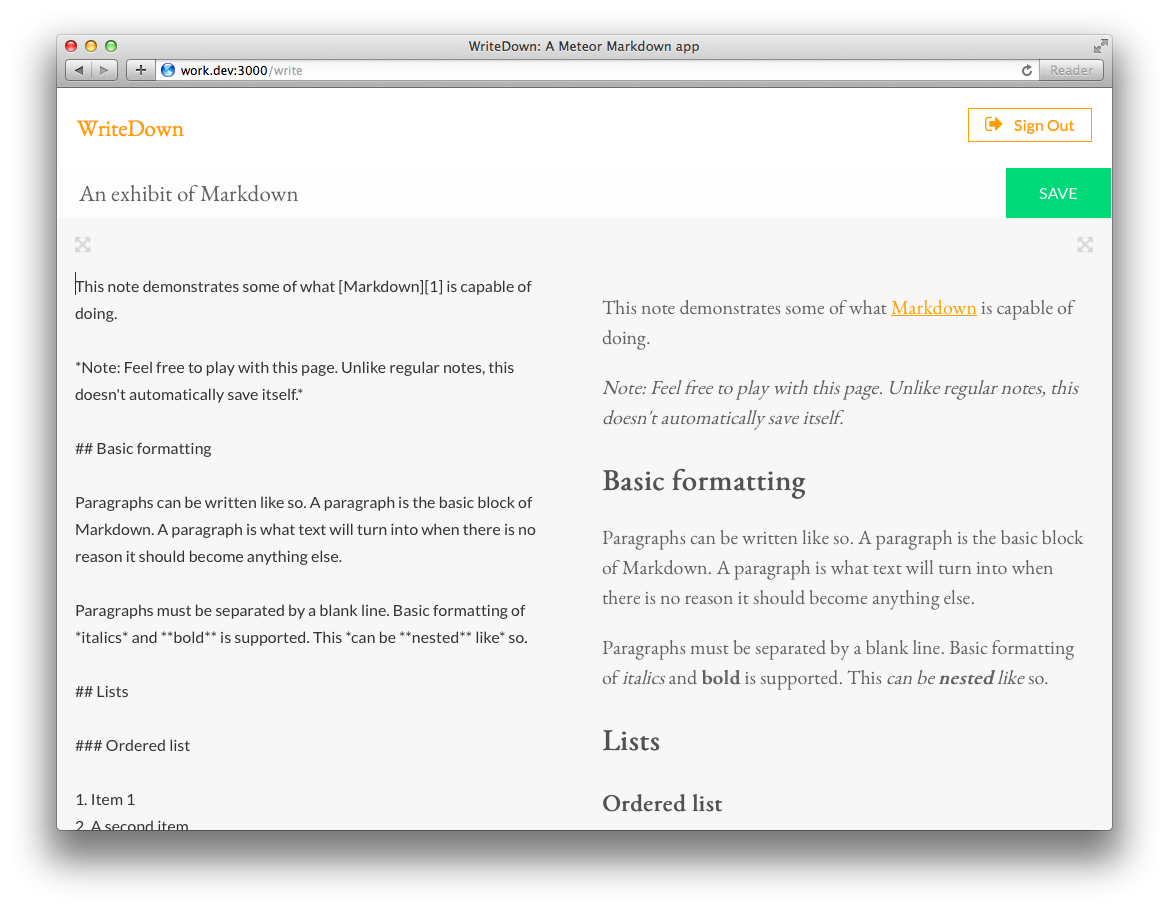 WriteDown: A Meteor Markdown app
work.dev:3000/write
Reader
WriteDown
Sign Out
An exhibit of Markdown
SAVE
This note demonstrates some of what [Markdown][1] is capable of
doing.
*Note: Feel free to play with this page. Unlike regular notes, this
doesn't automatically save itself.*
## Basic formatting
Paragraphs can be written like so. A paragraph is the basic block of
Markdown. A paragraph is what text will turn into when there is no
reason it should become anything else.
Paragraphs must be separated by a blank line. Basic formatting of
*italics* and **bold** is supported. This *can be **nested** like* so.
## Lists
### Ordered list
1. Item 1
2. A second item
This note demonstrates some of what Markdown is capable of
doing.
Note: Feel free to play with this page. Unlike regular notes, this
doesn't automatically save itself.
Basic formatting
Paragraphs can be written like so. A paragraph is the basic block
of Markdown. A paragraph is what text will turn into when
there is no reason it should become anything else.
Paragraphs must be separated by a blank line. Basic formatting
of italics and bold is supported. This can be nested like so.
Lists
Ordered list